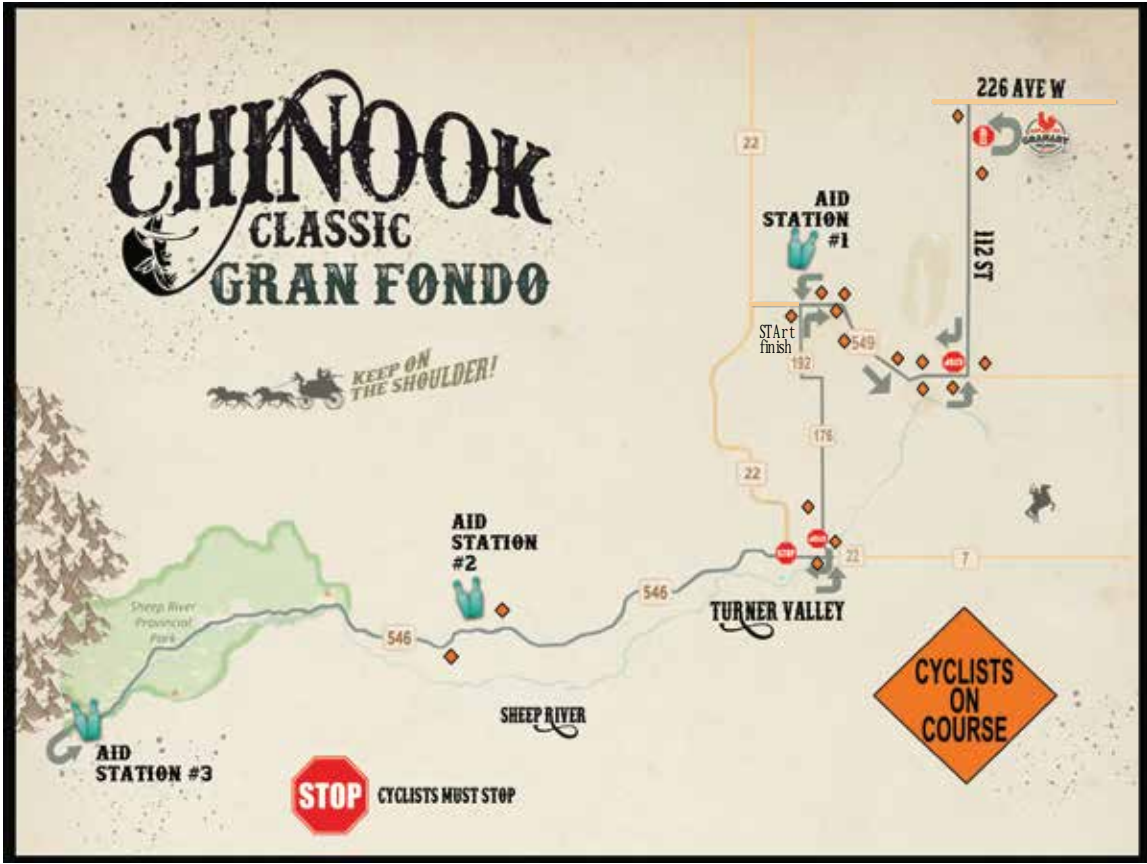 CHINOOK
CLASSIC
GRAN FONDO
KEEP ON
THE SHOULDER!
226 AVE W
GRANARY
22
AID
STATION
#1
112 ST
STArt
finish
549
192
176
22
STOP
22
7
AID
STATION
#2
546
TURNER VALLEY
Sheep River
Provincial
Park
546
SHEEP RIVER
CYCLISTS
ON
COURSE
AID
STATION #3
STOP
CYCLISTS MUST STOP